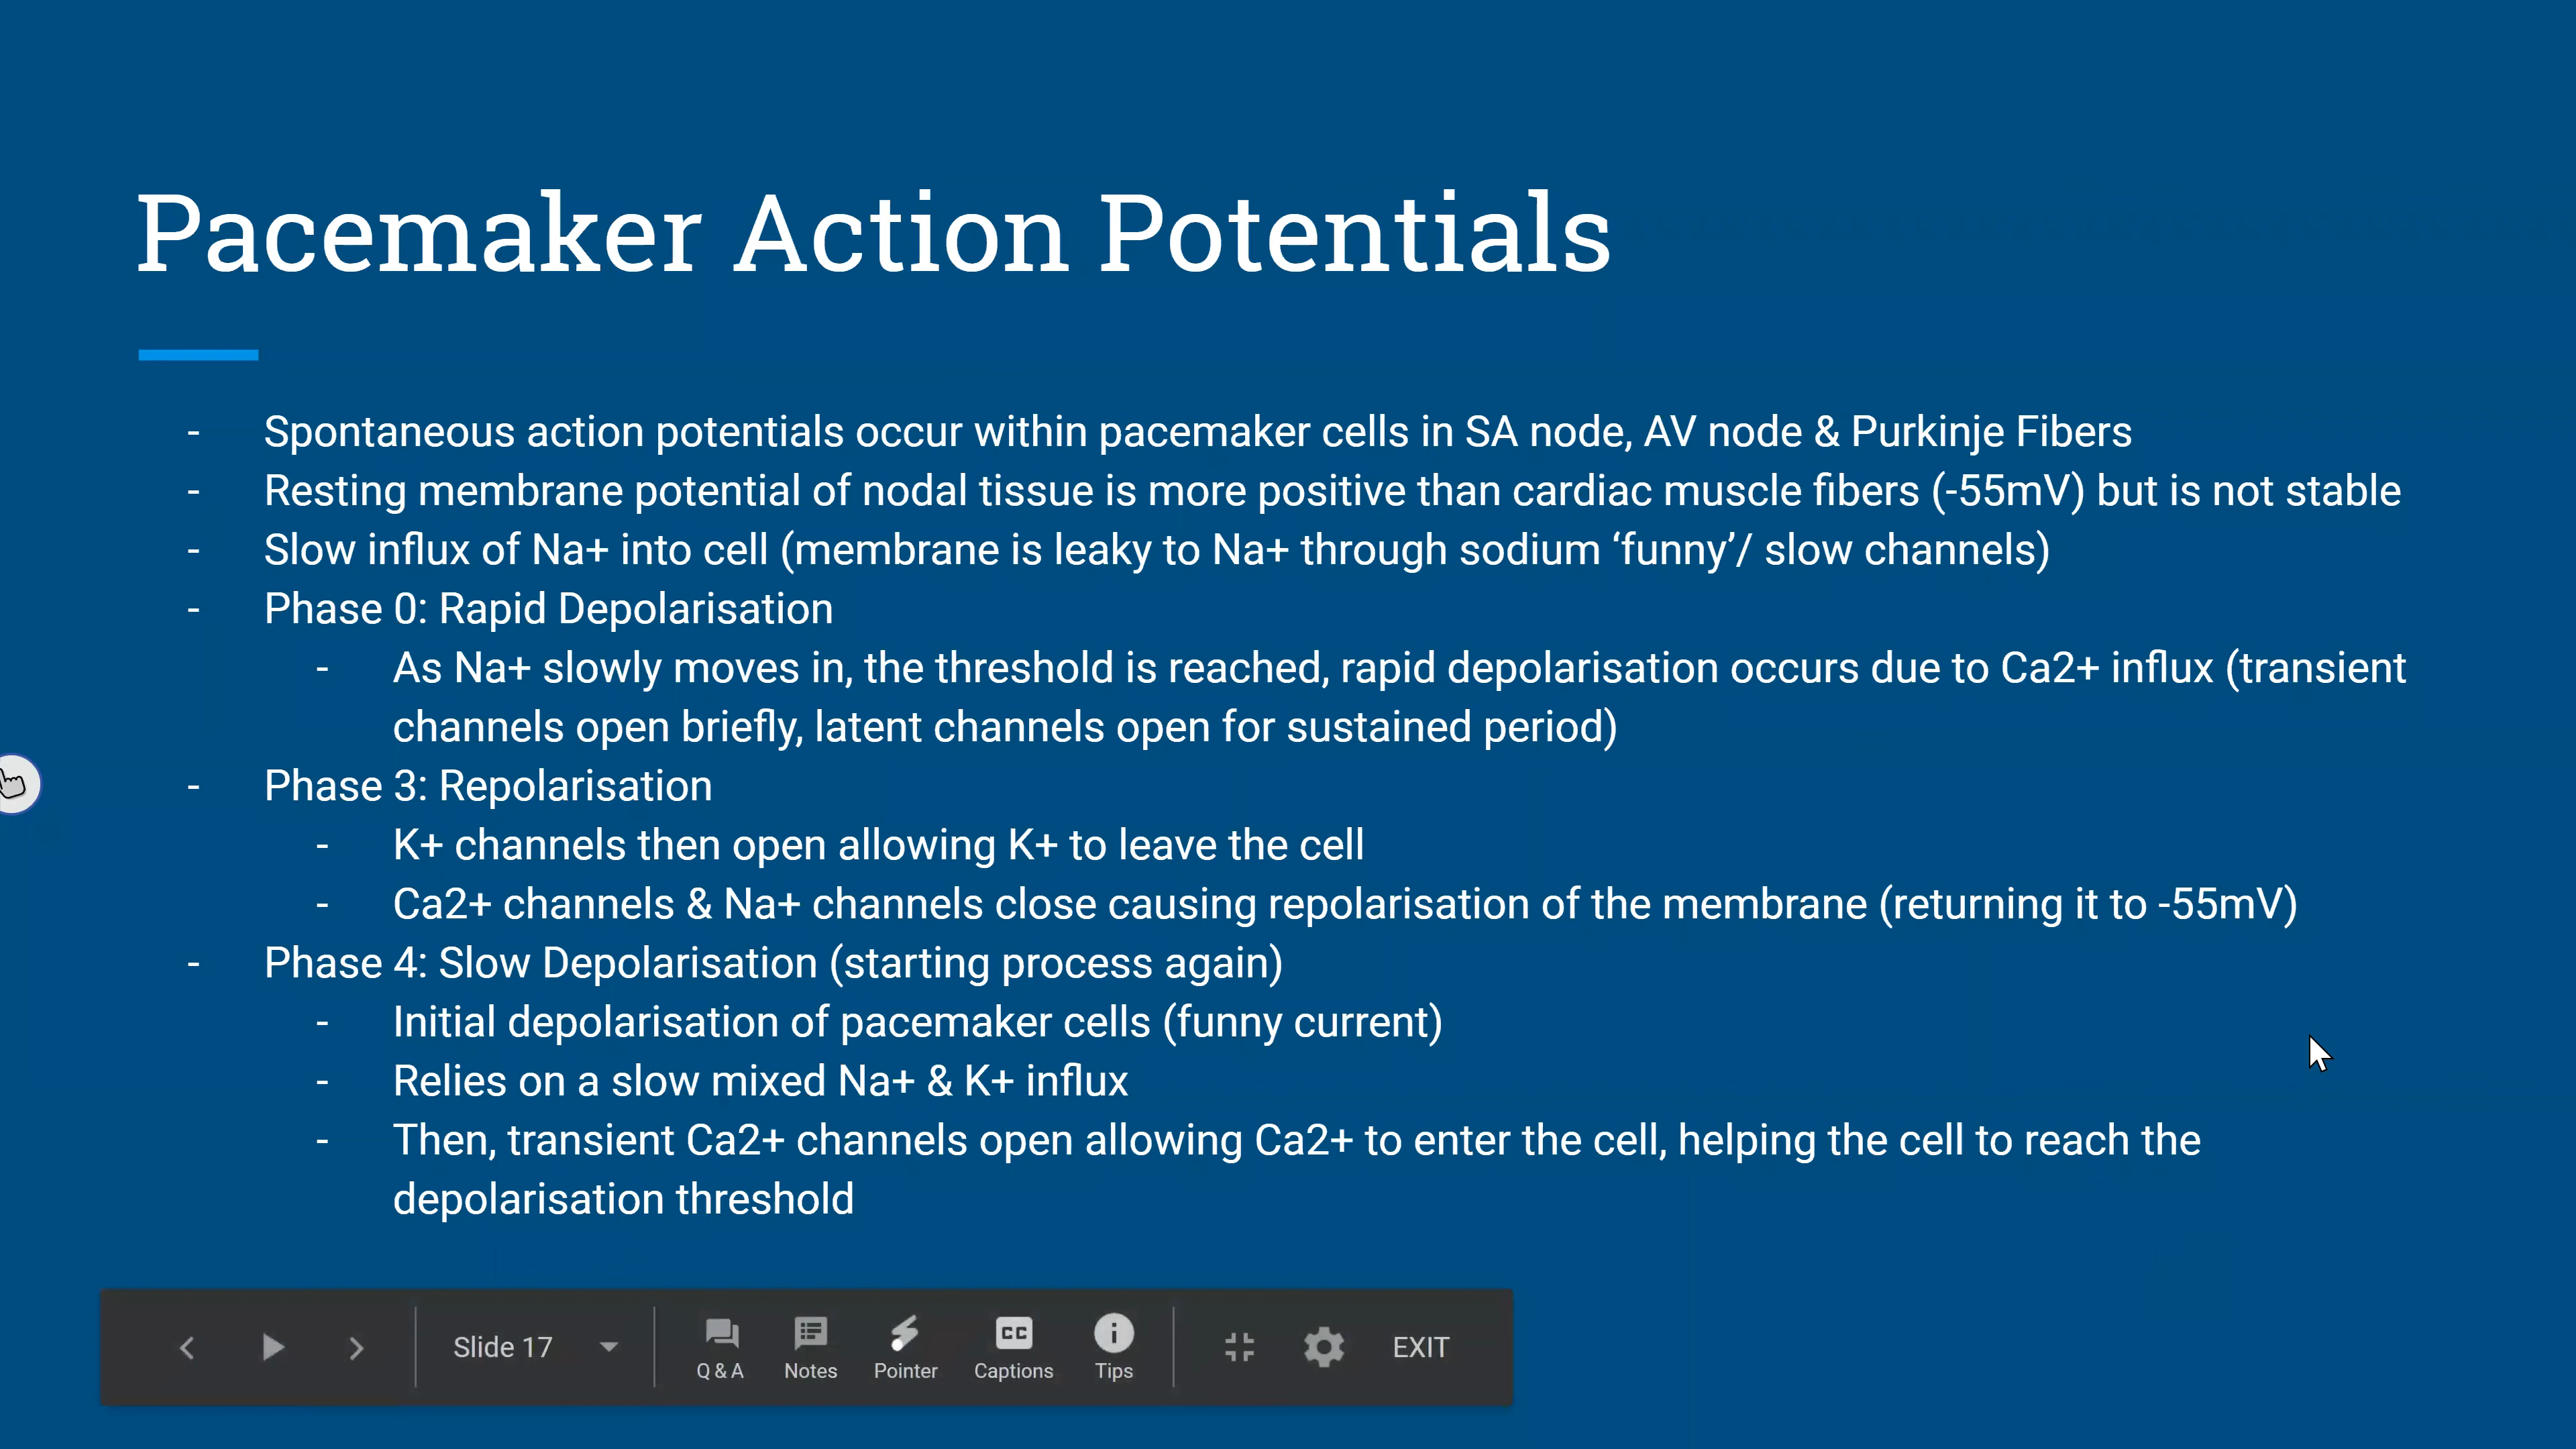 Pacemaker Action Potentials
- Spontaneous action potentials occur within pacemaker cells in SA node, AV node & Purkinje Fibers
- Resting membrane potential of nodal tissue is more positive than cardiac muscle fibers (-55mV) but is not stable
- Slow influx of Na+ into cell (membrane is leaky to Na+ through sodium ‘funny’/ slow channels)
- Phase 0: Rapid Depolarisation
- As Na+ slowly moves in, the threshold is reached, rapid depolarisation occurs due to Ca2+ influx (transient
channels open briefly, latent channels open for sustained period)
- Phase 3: Repolarisation
- K+ channels then open allowing K+ to leave the cell
- Ca2+ channels & Na+ channels close causing repolarisation of the membrane (returning it to -55mV)
- Phase 4: Slow Depolarisation (starting process again)
- Initial depolarisation of pacemaker cells (funny current)
- Relies on a slow mixed Na+ & K+ influx
- Then, transient Ca2+ channels open allowing Ca2+ to enter the cell, helping the cell to reach the
depolarisation threshold
Slide 17
Q & A
Notes
Pointer
CC
Captions
Tips
EXIT